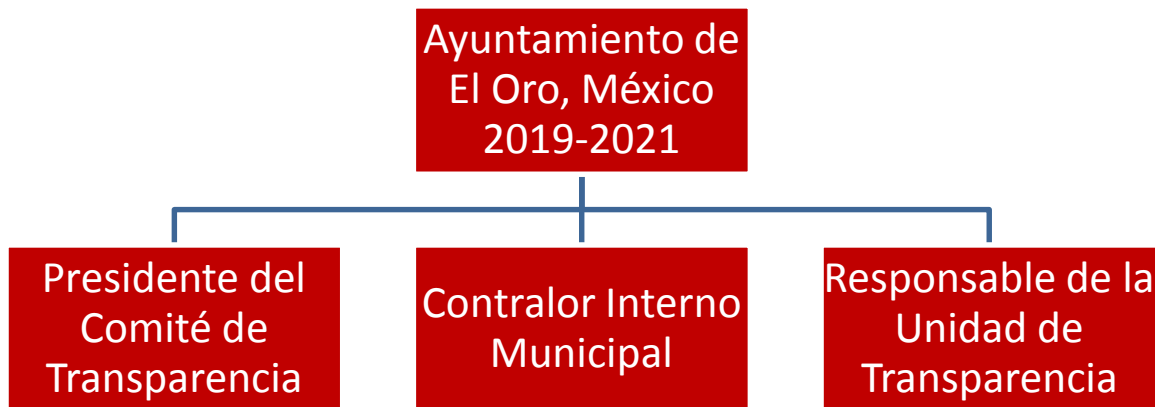 Ayuntamiento de
El Oro, México
2019-2021
Presidente del
Comité de
Transparencia
Contralor Interno
Municipal
Responsable de la
Unidad de
Transparencia